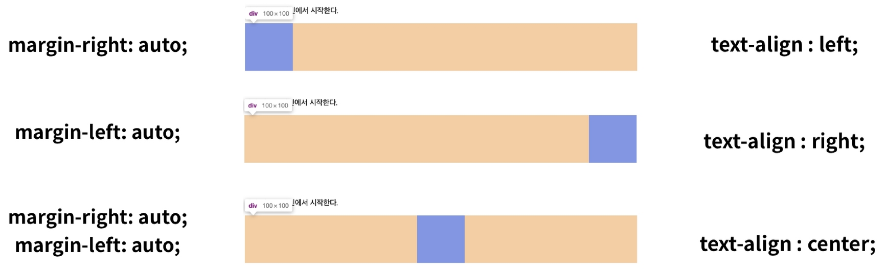 div 100 × 100 에서 시작한다.
margin-right: auto;
text-align : left;
div 100 × 100 에서 시작한다.
margin-left: auto;
text-align : right;
div 100 × 100 에서 시작한다.
margin-right: auto;
margin-left: auto;
text-align : center;